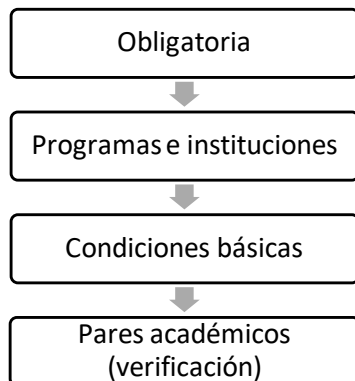 Obligatoria
Programas e instituciones
Condiciones básicas
Pares académicos
(verificación)